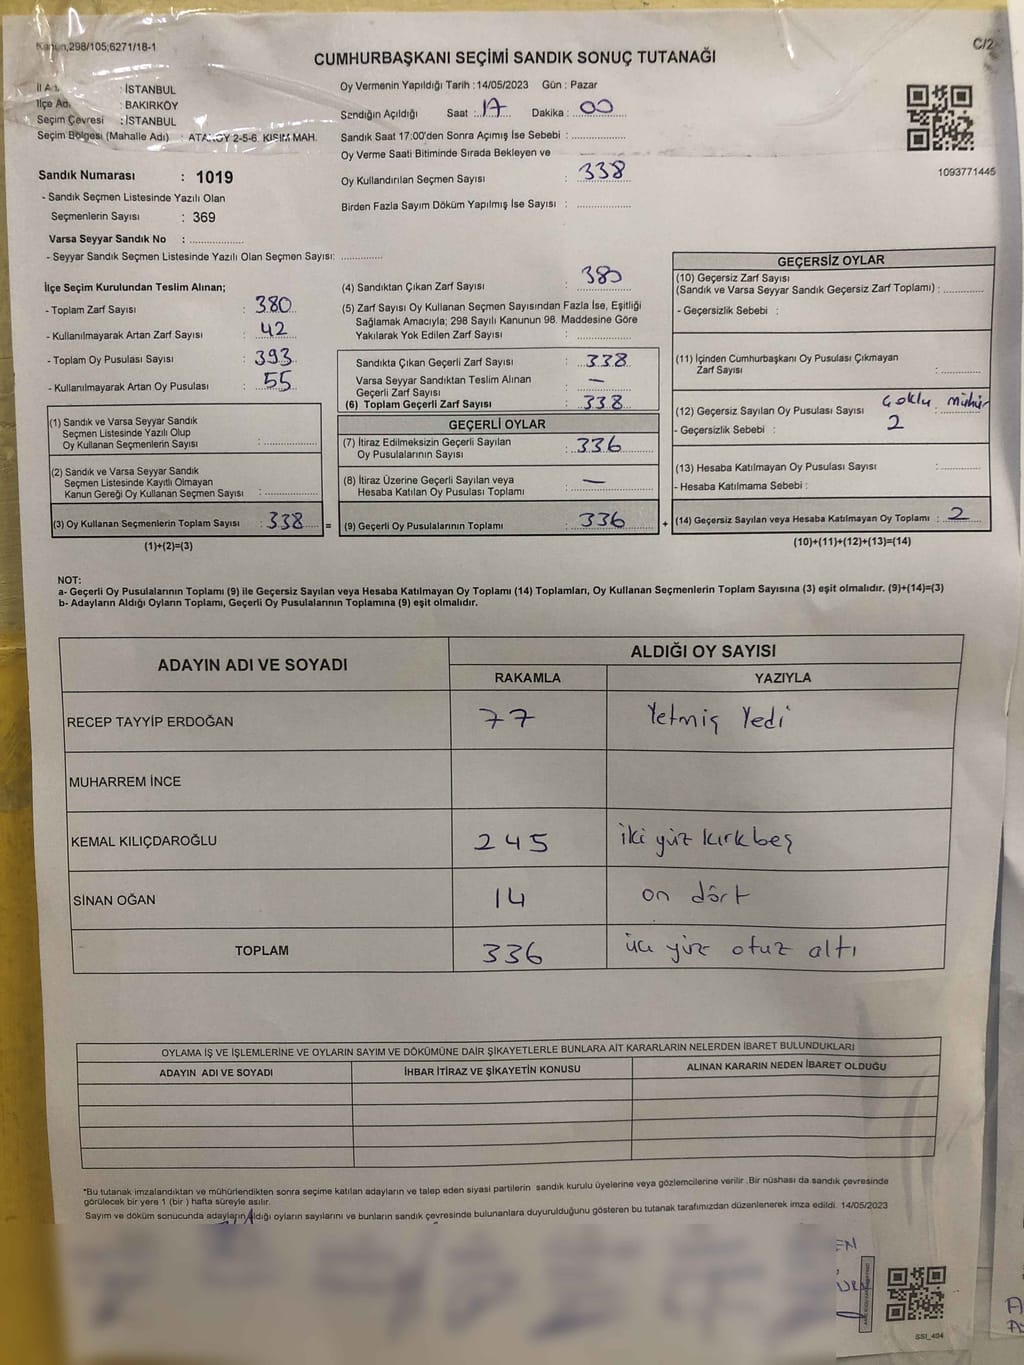 Kanun,298/105;6271/18-1
C/2
CUMHURBAŞKANI SEÇİMİ SANDIK SONUÇ TUTANAĞI
: İSTANBUL
İlçe Adı : BAKIRKÖY
Seçim Çevresi : İSTANBUL
Seçim Bölgesi (Mahalle Adı) : ATAKÖY 2-5-6. KISIM MAH.
Oy Vermenin Yapıldığı Tarih : 14/05/2023 Gün : Pazar
Sandığın Açıldığı Saat : 17 Dakika : 00
Sandık Saat 17:00'den Sonra Açımış İse Sebebi :
Oy Verme Saati Bitiminde Sırada Bekleyen ve
Oy Kullandırılan Seçmen Sayısı : 338
Birden Fazla Sayım Döküm Yapılmış İse Sayısı :
1093771445
Sandık Numarası : 1019
- Sandık Seçmen Listesinde Yazılı Olan
Seçmenlerin Sayısı : 369
Varsa Seyyar Sandık No :
- Seyyar Sandık Seçmen Listesinde Yazılı Olan Seçmen Sayısı:
İlçe Seçim Kurulundan Teslim Alınan;
- Toplam Zarf Sayısı : 380
- Kullanılmayarak Artan Zarf Sayısı : 42
- Toplam Oy Pusulası Sayısı : 393
- Kullanılmayarak Artan Oy Pusulası : 55
(1) Sandık ve Varsa Seyyar Sandık
Seçmen Listesinde Yazılı Olup
Oy Kullanan Seçmenlerin Sayısı :
(2) Sandık ve Varsa Seyyar Sandık
Seçmen Listesinde Kayıtlı Olmayan
Kanun Gereği Oy Kullanan Seçmen Sayısı :
(3) Oy Kullanan Seçmenlerin Toplam Sayısı : 338 =
(1)+(2)=(3)
(4) Sandıktan Çıkan Zarf Sayısı : 380
(5) Zarf Sayısı Oy Kullanan Seçmen Sayısından Fazla İse, Eşitliği
Sağlamak Amacıyla; 298 Sayılı Kanunun 98. Maddesine Göre
Yakılarak Yok Edilen Zarf Sayısı :
Sandıkta Çıkan Geçerli Zarf Sayısı : 338
Varsa Seyyar Sandıktan Teslim Alınan
Geçerli Zarf Sayısı : —
(6) Toplam Geçerli Zarf Sayısı : 338
GEÇERLİ OYLAR
(7) İtiraz Edilmeksizin Geçerli Sayılan
Oy Pusulalarının Sayısı : 336
(8) İtiraz Üzerine Geçerli Sayılan veya
Hesaba Katılan Oy Pusulası Toplamı : —
(9) Geçerli Oy Pusulalarının Toplamı : 336 +
GEÇERSİZ OYLAR
(10) Geçersiz Zarf Sayısı
(Sandık ve Varsa Seyyar Sandık Geçersiz Zarf Toplamı) :
- Geçersizlik Sebebi :
(11) İçinden Cumhurbaşkanı Oy Pusulası Çıkmayan
Zarf Sayısı :
(12) Geçersiz Sayılan Oy Pusulası Sayısı : Çoklu mühür
- Geçersizlik Sebebi : 2
(13) Hesaba Katılmayan Oy Pusulası Sayısı :
- Hesaba Katılmama Sebebi :
(14) Geçersiz Sayılan veya Hesaba Katılmayan Oy Toplamı : 2
(10)+(11)+(12)+(13)=(14)
NOT:
a- Geçerli Oy Pusulalarının Toplamı (9) ile Geçersiz Sayılan veya Hesaba Katılmayan Oy Toplamı (14) Toplamları, Oy Kullanan Seçmenlerin Toplam Sayısına (3) eşit olmalıdır. (9)+(14)=(3)
b- Adayların Aldığı Oyların Toplamı, Geçerli Oy Pusulalarının Toplamına (9) eşit olmalıdır.
ADAYIN ADI VE SOYADI ALDIĞI OY SAYISI
RAKAMLA YAZIYLA
RECEP TAYYİP ERDOĞAN 77 Yetmiş Yedi
MUHARREM İNCE
KEMAL KILIÇDAROĞLU 245 iki yüz kırkbeş
SİNAN OĞAN 14 on dört
TOPLAM 336 üç yüz otuz altı
OYLAMA İŞ VE İŞLEMLERİNE VE OYLARIN SAYIM VE DÖKÜMÜNE DAİR ŞİKAYETLERLE BUNLARA AİT KARARLARIN NELERDEN İBARET BULUNDUKLARI
ADAYIN ADI VE SOYADI İHBAR İTİRAZ VE ŞİKAYETİN KONUSU ALINAN KARARIN NEDEN İBARET OLDUĞU
*Bu tutanak imzalandıktan ve mühürlendikten sonra seçime katılan adayların ve talep eden siyasi partilerin sandık kurulu üyelerine veya gözlemcilerine verilir .Bir nüshası da sandık çevresinde
görülecek bir yere 1 (bir ) hafta süreyle asılır.
Sayım ve döküm sonucunda adayların aldığı oyların sayılarını ve bunların sandık çevresinde bulunanlara duyurulduğunu gösteren bu tutanak tarafımızdan düzenlenerek imza edildi. 14/05/2023
SSİ_404